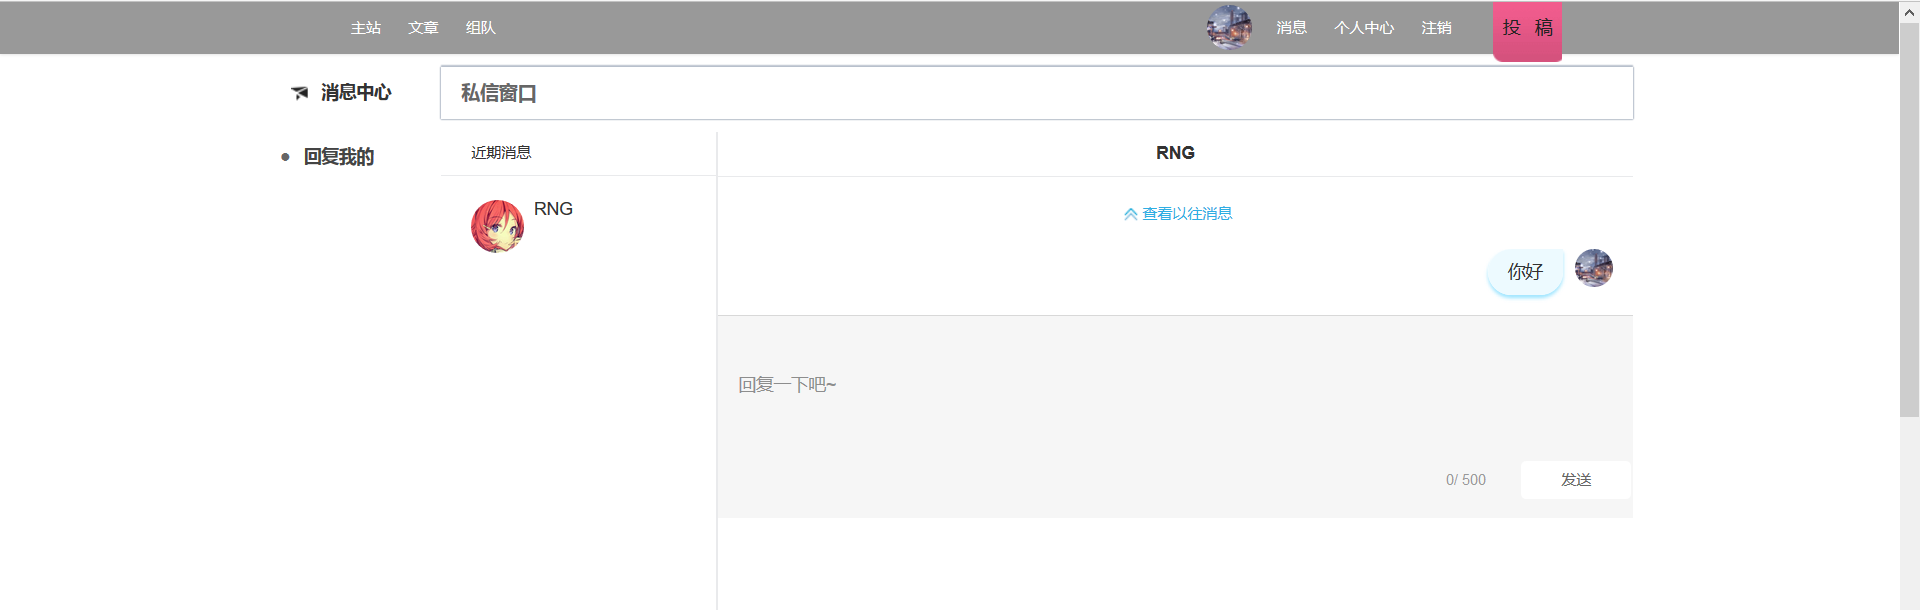 主站 文章 组队 消息 个人中心 注销 投 稿
消息中心
私信窗口
回复我的
近期消息
RNG
RNG
查看以往消息
你好
回复一下吧~
0/ 500
发送